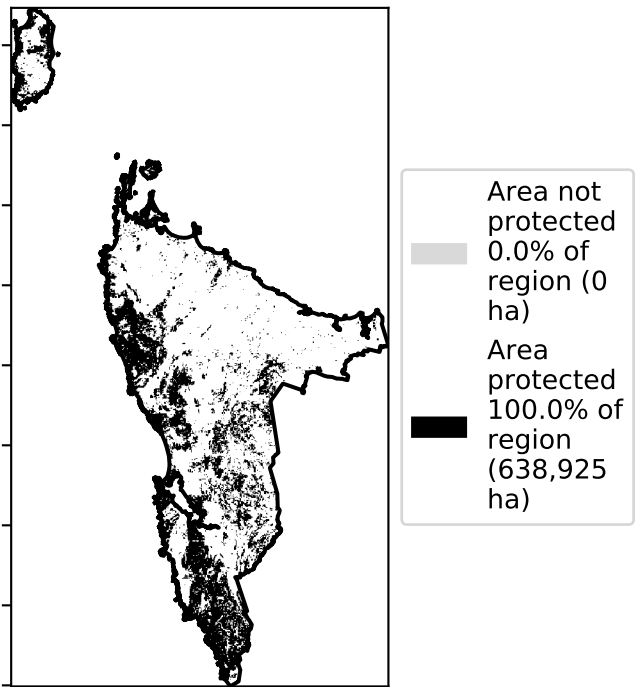 Area not
protected
0.0% of
region (0
ha)
Area
protected
100.0% of
region
(638,925
ha)